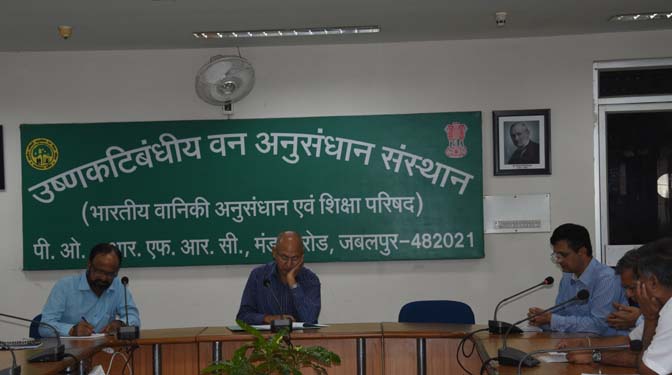 उष्णकटिबंधीय वन अनुसंधान संस्थान
(भारतीय वानिकी अनुसंधान एवं शिक्षा परिषद)
पी. ओ. आर. एफ. आर. सी., रोड, जबलपुर-482021